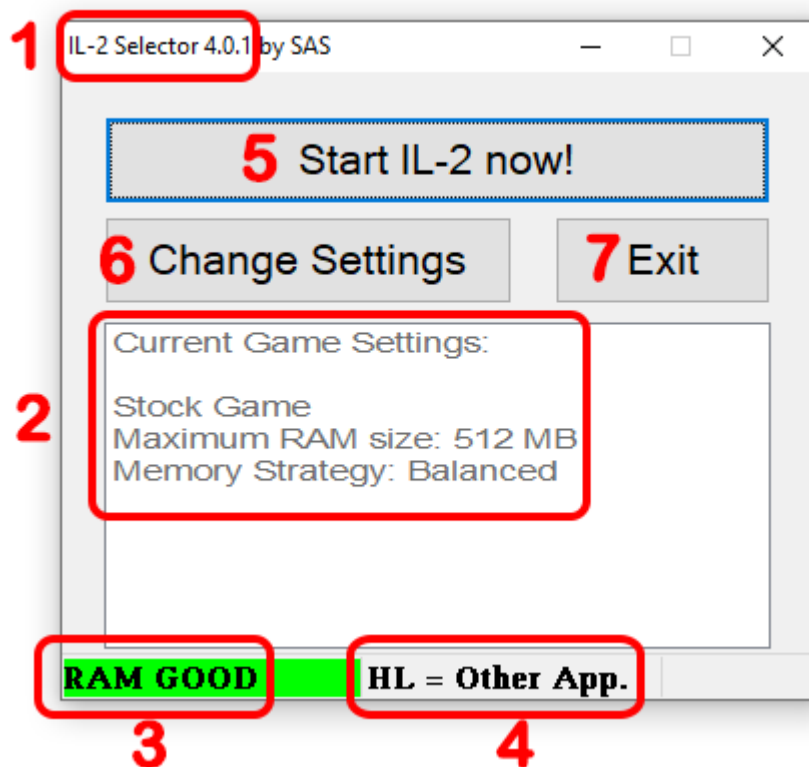 1
IL-2 Selector 4.0.1 by SAS
5 Start IL-2 now!
6 Change Settings
7 Exit
2
Current Game Settings:
Stock Game
Maximum RAM size: 512 MB
Memory Strategy: Balanced
RAM GOOD
HL = Other App.
3
4